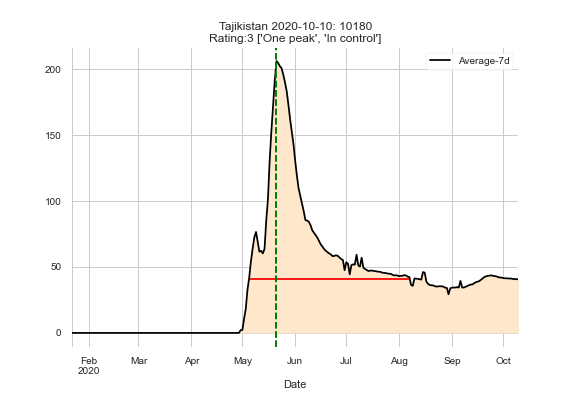 Tajikistan 2020-10-10: 10180
Rating:3 ['One peak', 'In control']
Average-7d
200
150
100
50
0
Feb Mar Apr May Jun Jul Aug Sep Oct
2020
Date